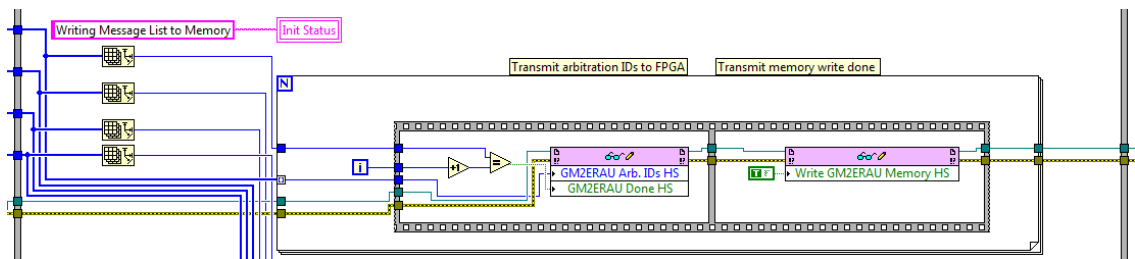 Writing Message List to Memory
Init Status
Transmit arbitration IDs to FPGA
Transmit memory write done
N
i
+1
=
GM2ERAU Arb. IDs HS
GM2ERAU Done HS
T F
Write GM2ERAU Memory HS